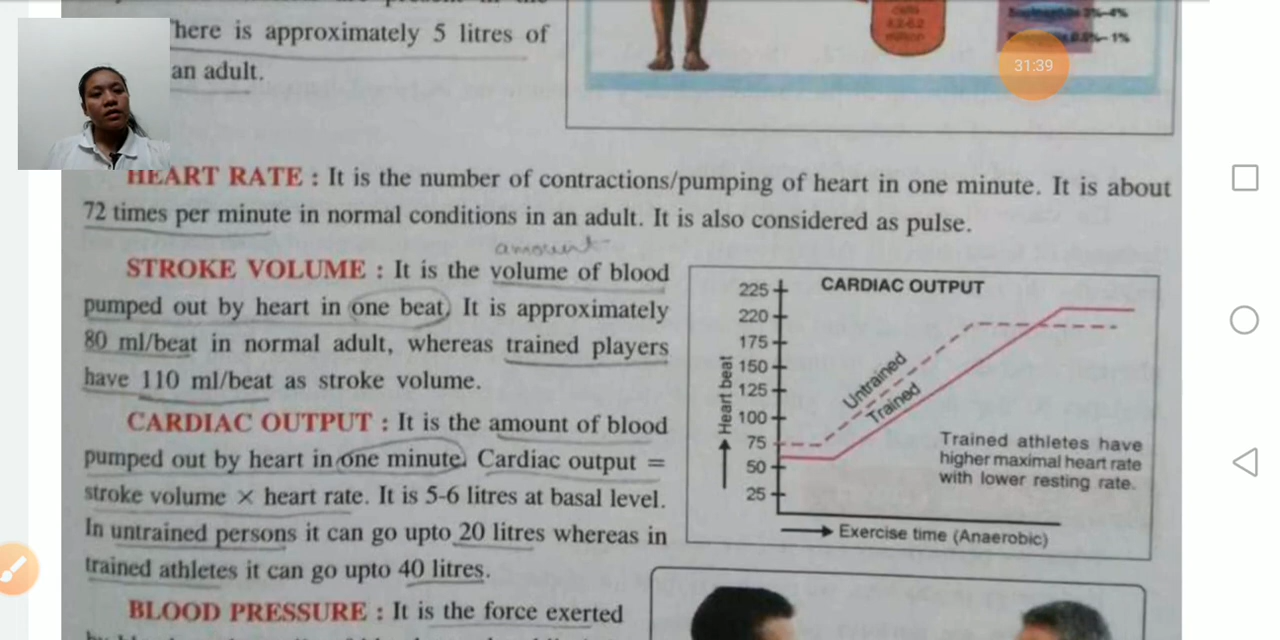 here is approximately 5 litres of
an adult.
31:39
HEART RATE : It is the number of contractions/pumping of heart in one minute. It is about
72 times per minute in normal conditions in an adult. It is also considered as pulse.
amount
STROKE VOLUME : It is the volume of blood
pumped out by heart in one beat. It is approximately
80 ml/beat in normal adult, whereas trained players
have 110 ml/beat as stroke volume.
CARDIAC OUTPUT : It is the amount of blood
pumped out by heart in one minute. Cardiac output =
stroke volume × heart rate. It is 5-6 litres at basal level.
In untrained persons it can go upto 20 litres whereas in
trained athletes it can go upto 40 litres.
BLOOD PRESSURE : It is the force exerted
CARDIAC OUTPUT
225
220
175
150
125
100
75
50
25
Heart beat
Untrained
Trained
Trained athletes have
higher maximal heart rate
with lower resting rate.
Exercise time (Anaerobic)